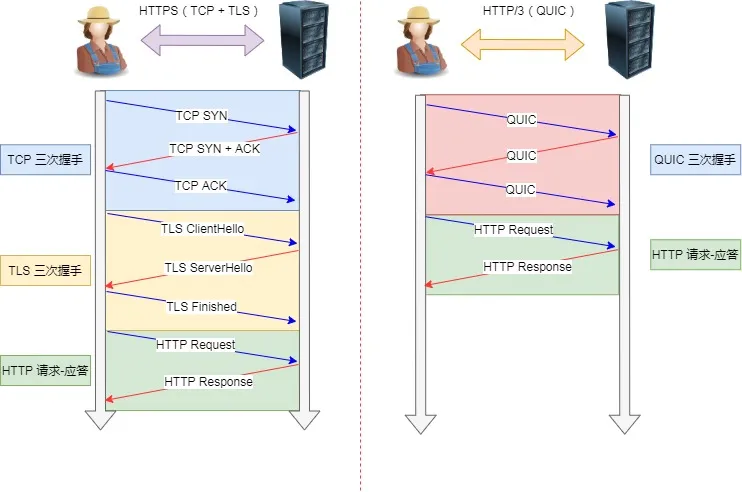 HTTPS（TCP + TLS）
TCP 三次握手
TCP SYN
TCP SYN + ACK
TCP ACK
TLS 三次握手
TLS ClientHello
TLS ServerHello
TLS Finished
HTTP 请求-应答
HTTP Request
HTTP Response
HTTP/3（QUIC）
QUIC
QUIC
QUIC
QUIC 三次握手
HTTP Request
HTTP Response
HTTP 请求-应答